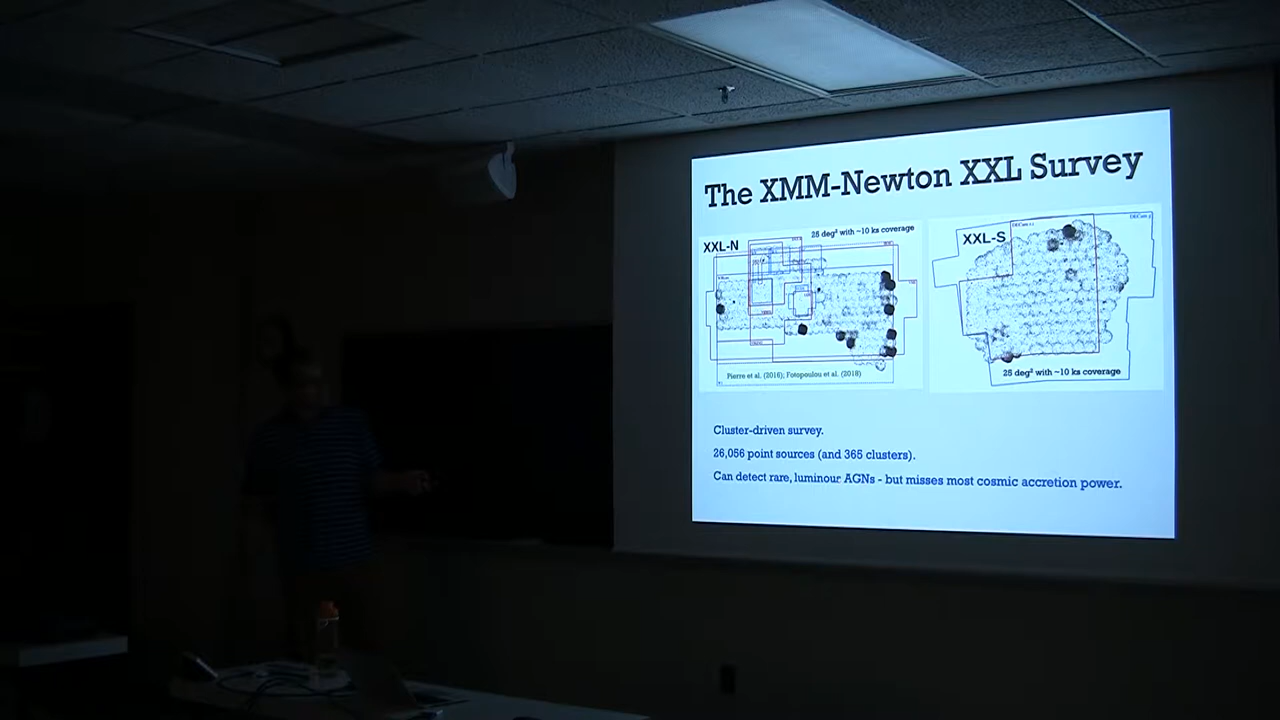 The XMM-Newton XXL Survey
XXL-N
25 deg² with ~10 ks coverage
Pierre et al. (2016); Fotopoulou et al. (2018)
XXL-S
25 deg² with ~10 ks coverage
Cluster-driven survey.
26,056 point sources (and 365 clusters).
Can detect rare, luminour AGNs - but misses most cosmic accretion power.